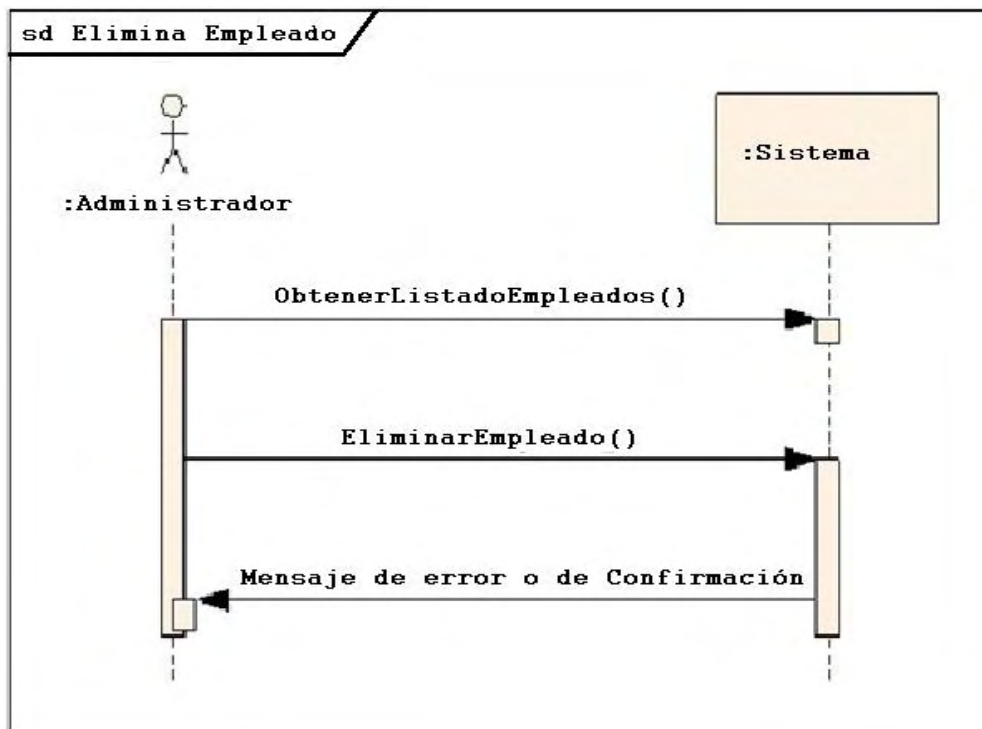 sd Elimina Empleado
:Sistema
:Administrador
ObtenerListadoEmpleados()
EliminarEmpleado()
Mensaje de error o de Confirmación